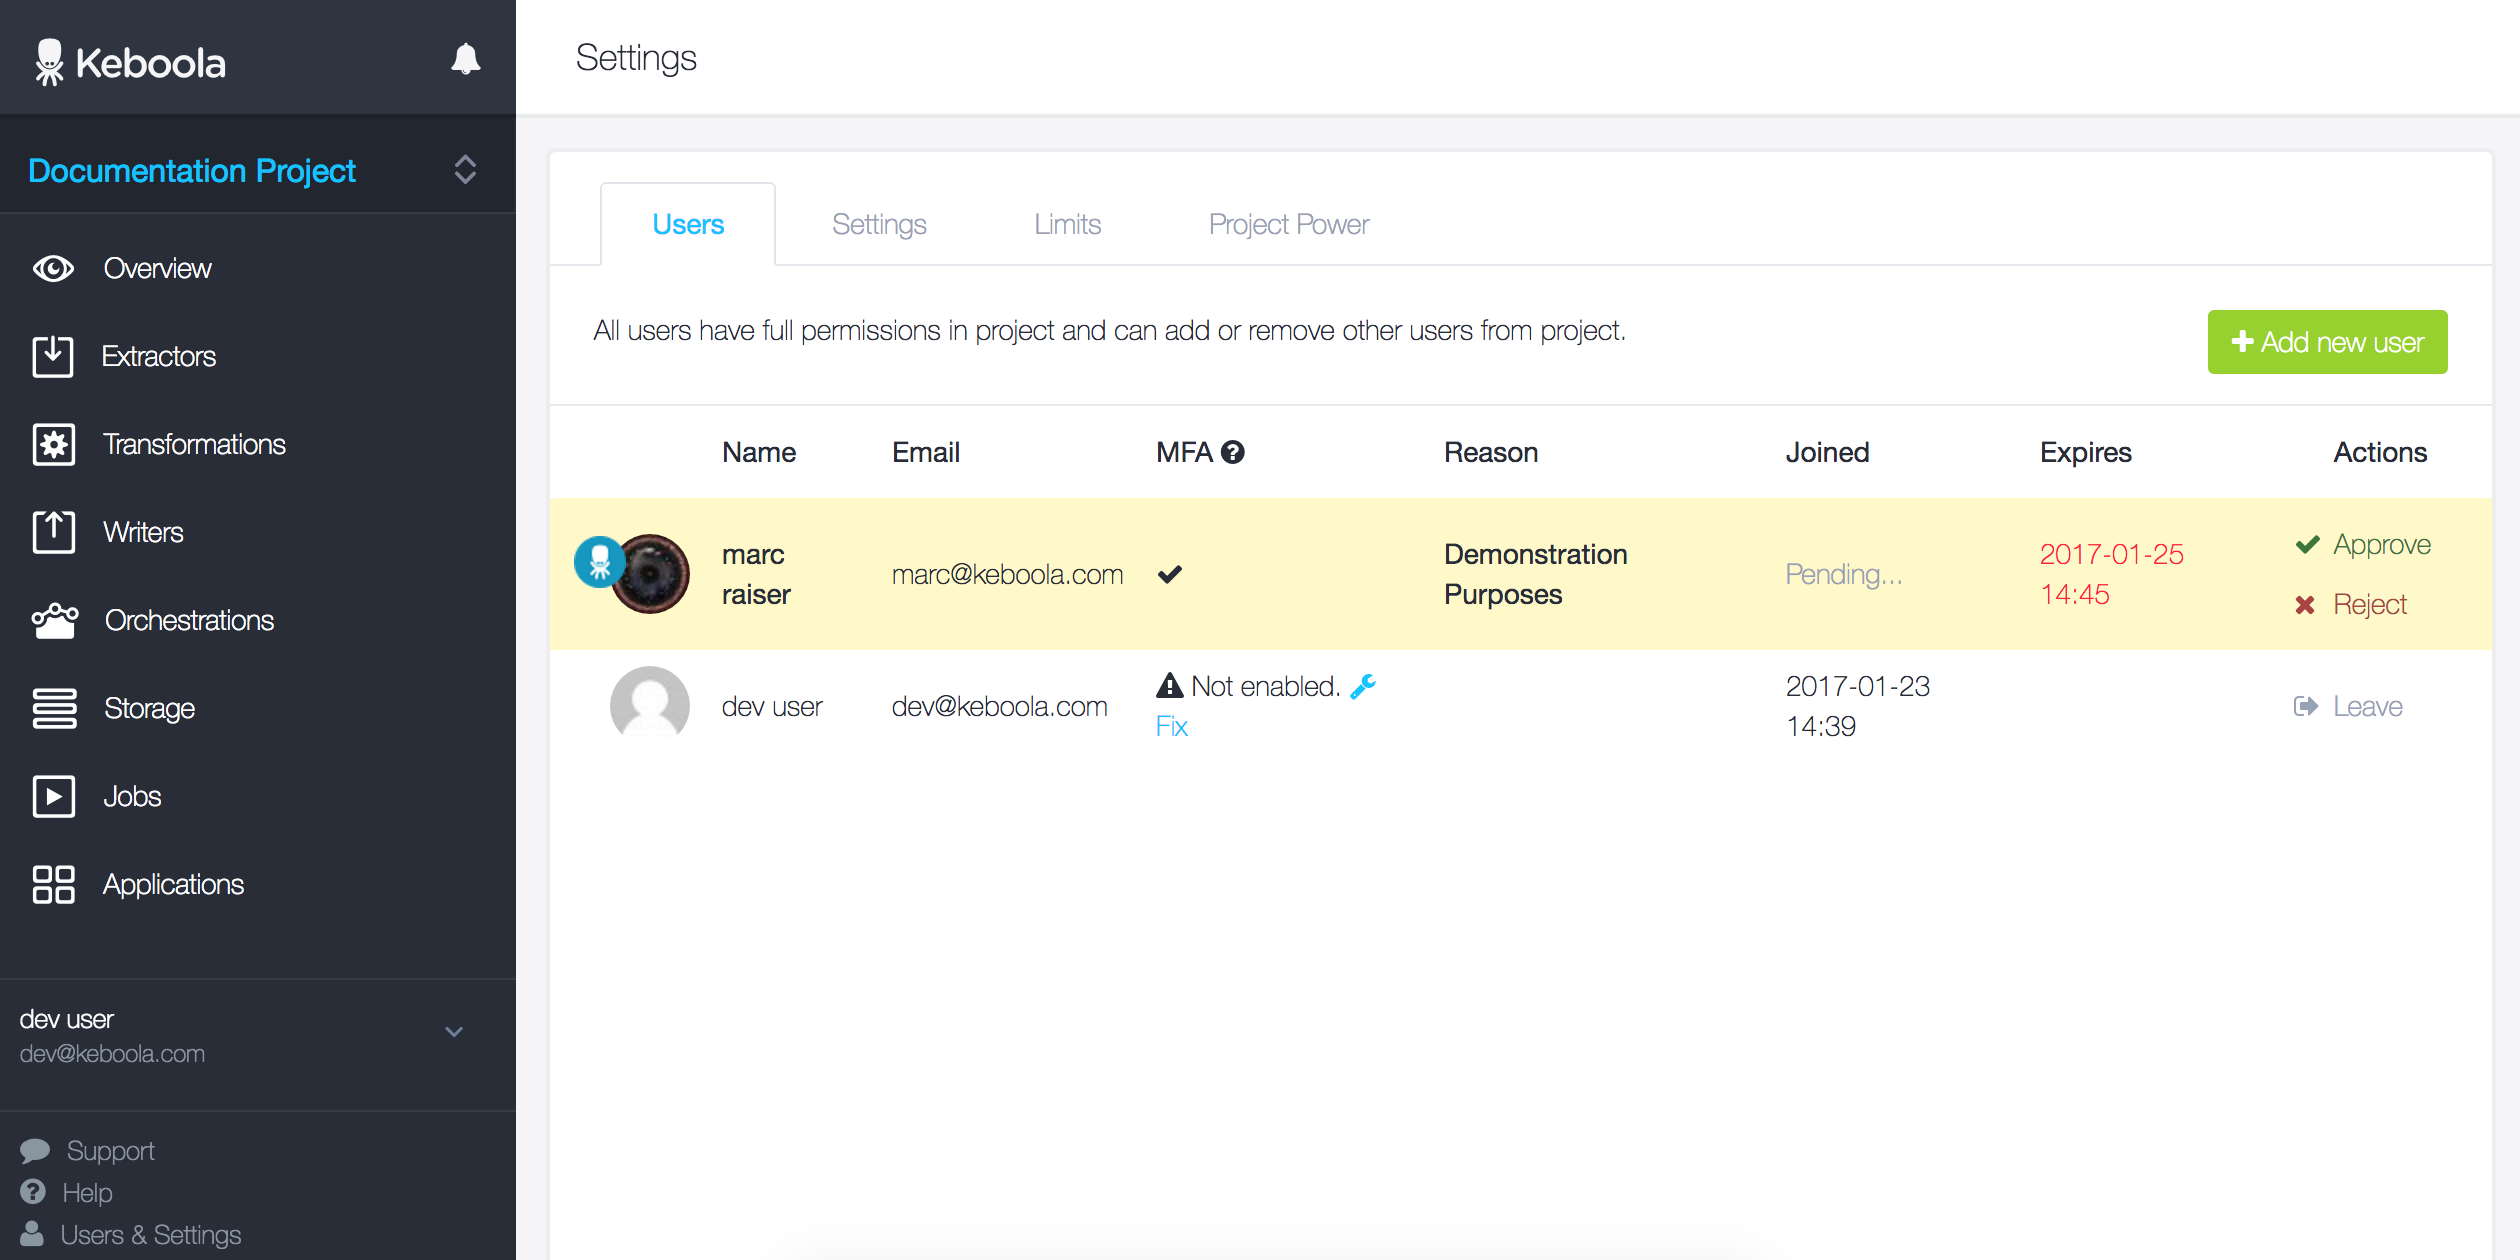 Keboola
Settings
Documentation Project
Overview
Extractors
Transformations
Writers
Orchestrations
Storage
Jobs
Applications
dev user
dev@keboola.com
Support
Help
Users & Settings
Users Settings Limits Project Power
All users have full permissions in project and can add or remove other users from project.
Add new user
Name Email MFA Reason Joined Expires Actions
marc
raiser
marc@keboola.com
Demonstration
Purposes
Pending...
2017-01-25
14:45
Approve
Reject
dev user
dev@keboola.com
Not enabled.
Fix
2017-01-23
14:39
Leave